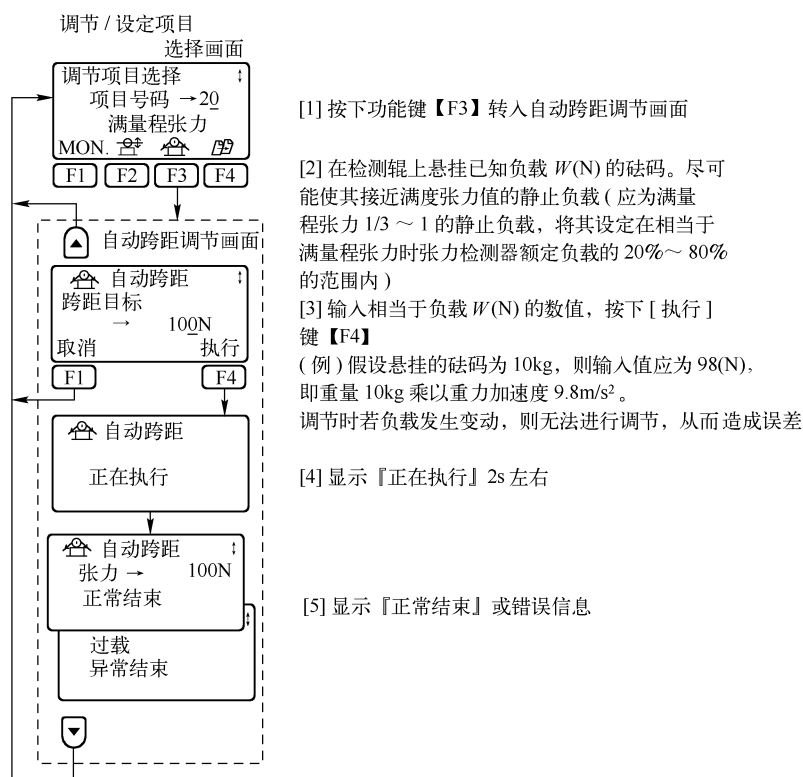 调节 / 设定项目
选择画面
调节项目选择
项目号码 →20
满量程张力
MON.
F1 F2 F3 F4
自动跨距调节画面
自动跨距
跨距目标
→ 100N
取消 执行
F1 F4
自动跨距
正在执行
自动跨距
张力 → 100N
正常结束
过载
异常结束
[1] 按下功能键【F3】转入自动跨距调节画面
[2] 在检测辊上悬挂已知负载 W(N) 的砝码。尽可
能使其接近满度张力值的静止负载 ( 应为满量
程张力 1/3 ～ 1 的静止负载，将其设定在相当于
满量程张力时张力检测器额定负载的 20%～ 80%
的范围内 )
[3] 输入相当于负载 W(N) 的数值，按下 [ 执行 ]
键【F4】
( 例 ) 假设悬挂的砝码为 10kg，则输入值应为 98(N)，
即重量 10kg 乘以重力加速度 9.8m/s²。
调节时若负载发生变动，则无法进行调节，从而造成误差
[4] 显示『正在执行』2s 左右
[5] 显示『正常结束』或错误信息